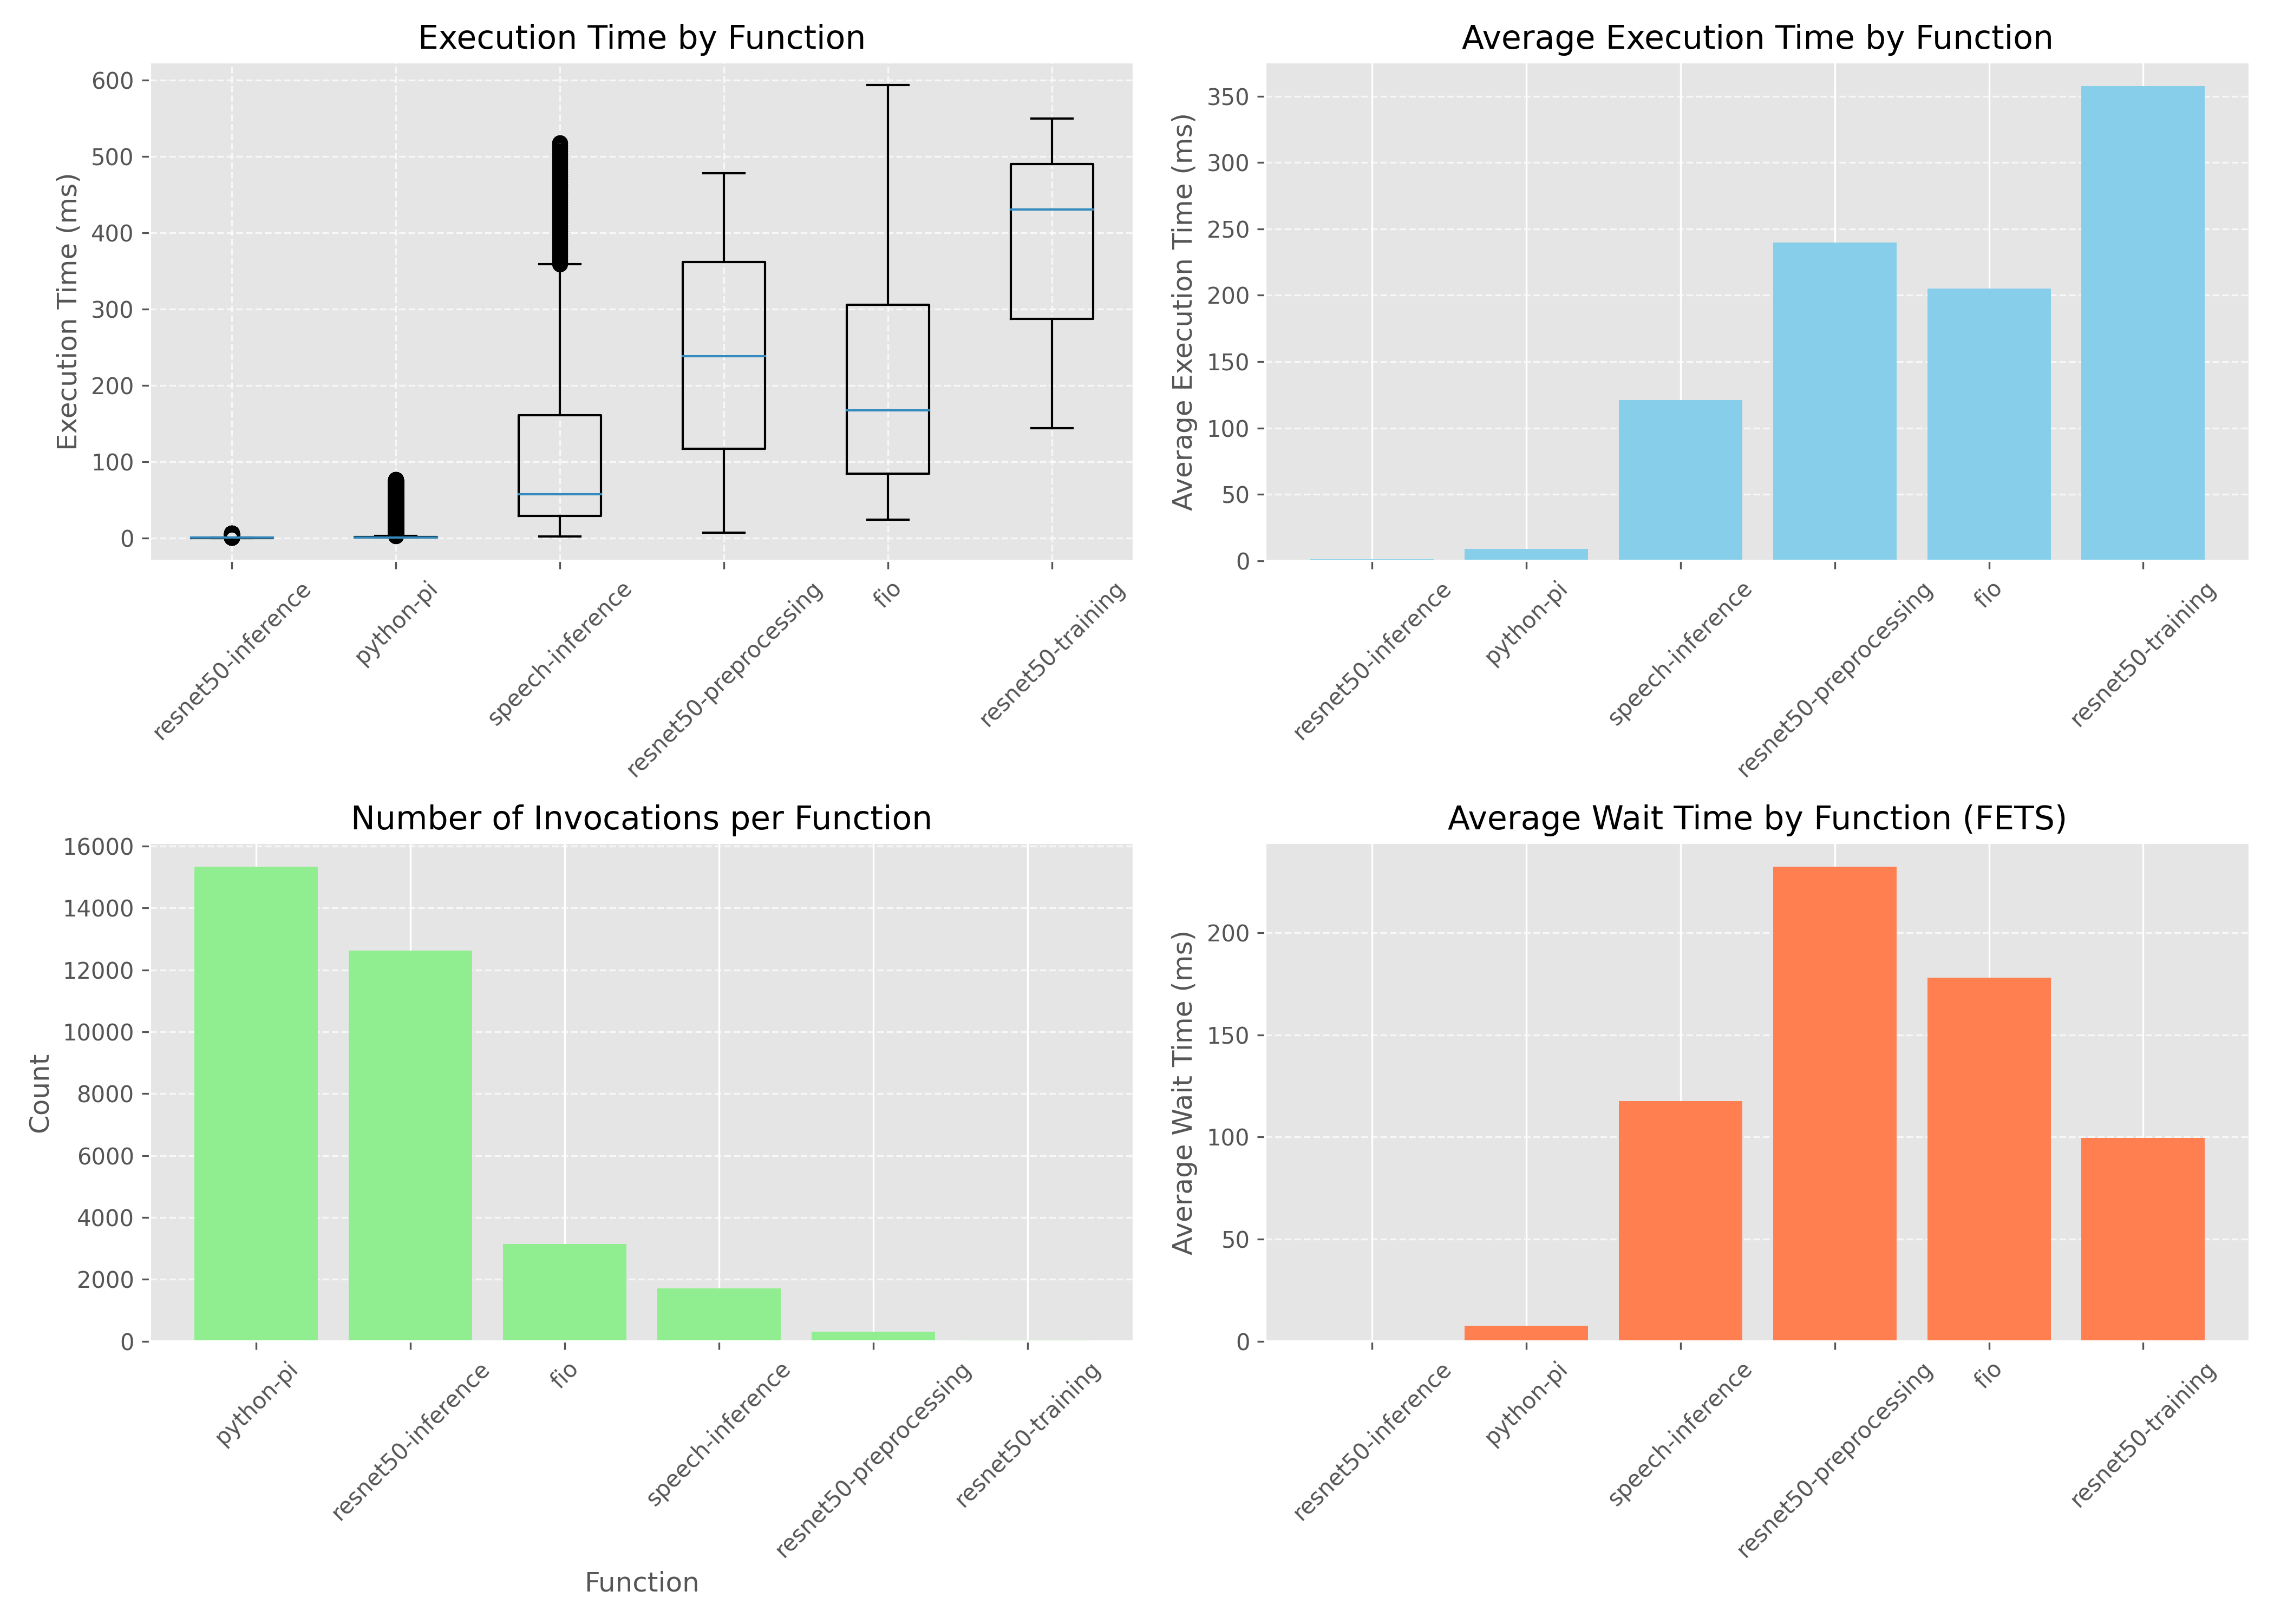 Execution Time by Function
Execution Time (ms)
600
500
400
300
200
100
0
resnet50-inference
python-pi
speech-inference
resnet50-preprocessing
fio
resnet50-training
Average Execution Time by Function
Average Execution Time (ms)
350
300
250
200
150
100
50
0
resnet50-inference
python-pi
speech-inference
resnet50-preprocessing
fio
resnet50-training
Number of Invocations per Function
Count
16000
14000
12000
10000
8000
6000
4000
2000
0
python-pi
resnet50-inference
fio
speech-inference
resnet50-preprocessing
resnet50-training
Function
Average Wait Time by Function (FETS)
Average Wait Time (ms)
200
150
100
50
0
resnet50-inference
python-pi
speech-inference
resnet50-preprocessing
fio
resnet50-training